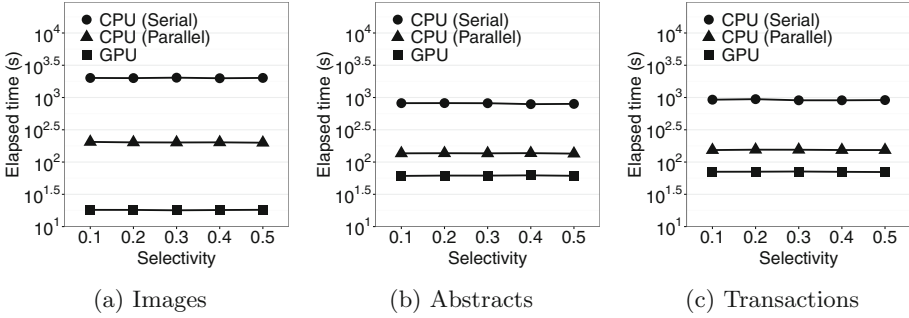 CPU (Serial)
CPU (Parallel)
GPU
Elapsed time (s)
10^4
10^3.5
10^3
10^2.5
10^2
10^1.5
10^1
0.1 0.2 0.3 0.4 0.5
Selectivity
(a) Images
CPU (Serial)
CPU (Parallel)
GPU
Elapsed time (s)
10^4
10^3.5
10^3
10^2.5
10^2
10^1.5
10^1
0.1 0.2 0.3 0.4 0.5
Selectivity
(b) Abstracts
CPU (Serial)
CPU (Parallel)
GPU
Elapsed time (s)
10^4
10^3.5
10^3
10^2.5
10^2
10^1.5
10^1
0.1 0.2 0.3 0.4 0.5
Selectivity
(c) Transactions